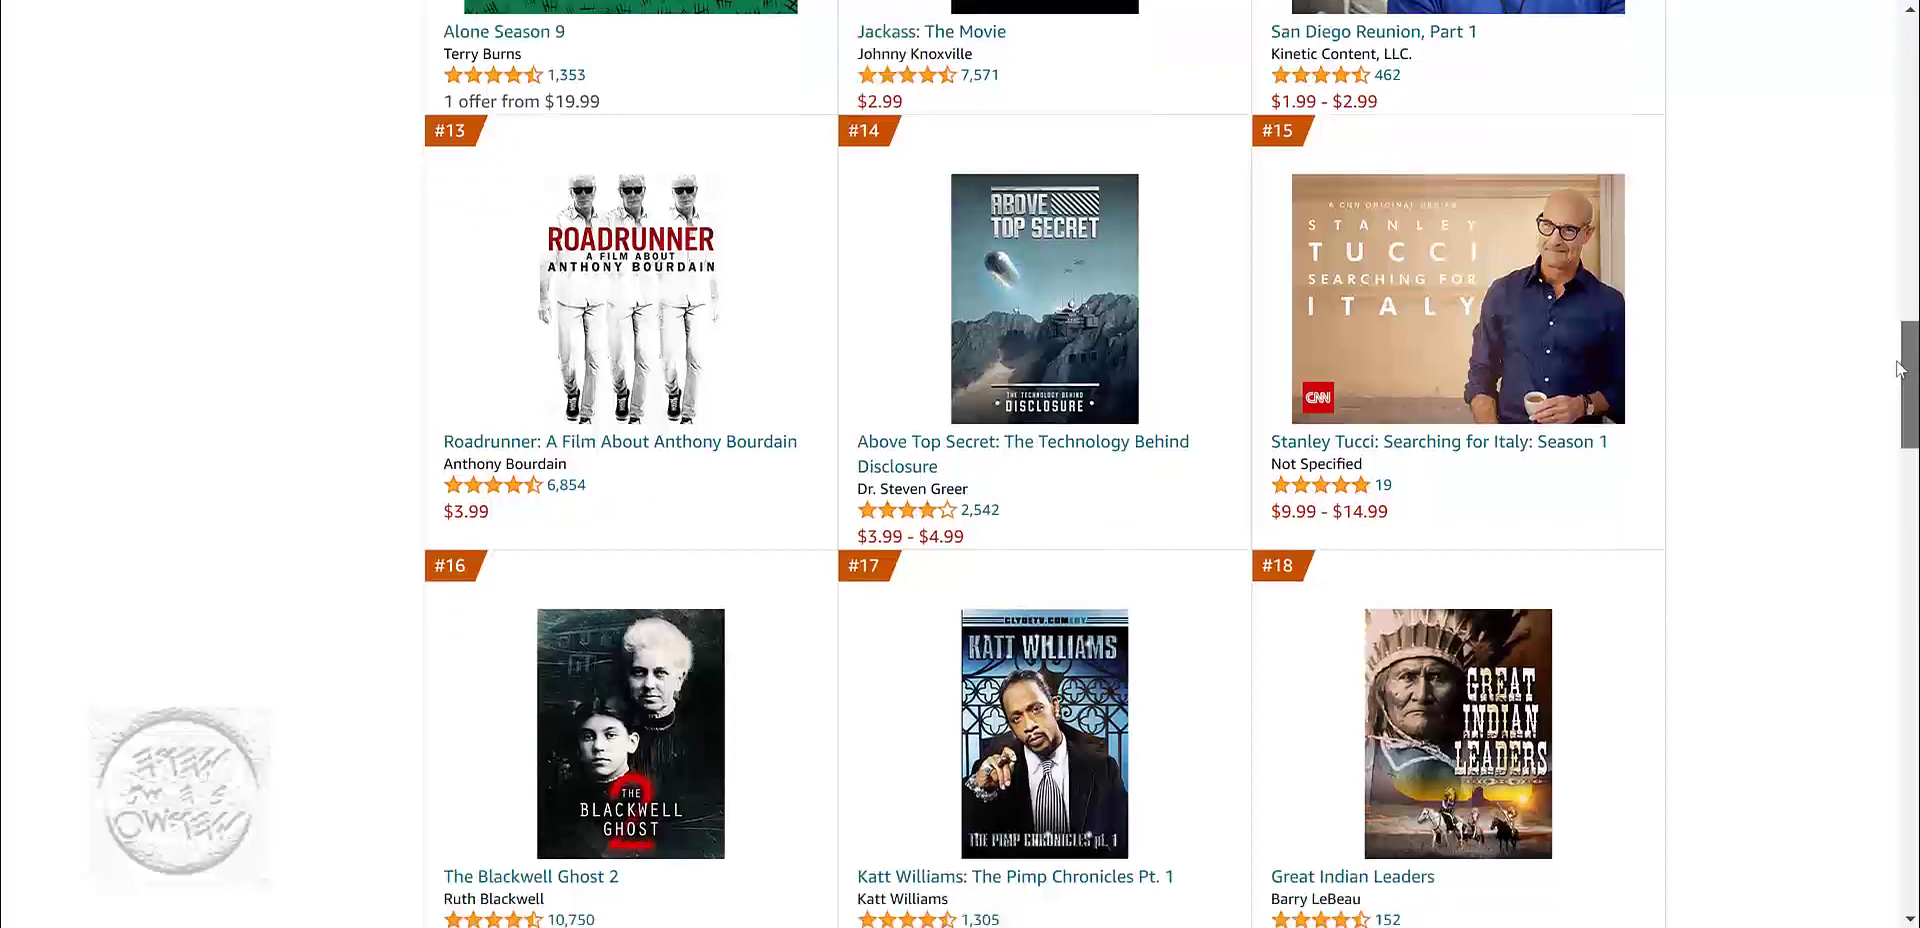 Alone Season 9
Terry Burns
1,353
1 offer from $19.99
Jackass: The Movie
Johnny Knoxville
7,571
$2.99
San Diego Reunion, Part 1
Kinetic Content, LLC.
462
$1.99 - $2.99
#13
ROADRUNNER
A FILM ABOUT
ANTHONY BOURDAIN
Roadrunner: A Film About Anthony Bourdain
Anthony Bourdain
6,854
$3.99
#14
ABOVE
TOP SECRET
THE TECHNOLOGY BEHIND
DISCLOSURE
Above Top Secret: The Technology Behind
Disclosure
Dr. Steven Greer
2,542
$3.99 - $4.99
#15
A CNN ORIGINAL SERIES
STANLEY
TUCCI
SEARCHING FOR
ITALY
CNN
Stanley Tucci: Searching for Italy: Season 1
Not Specified
19
$9.99 - $14.99
#16
2
THE
BLACKWELL
GHOST
The Blackwell Ghost 2
Ruth Blackwell
10,750
#17
KATT WILLIAMS
THE PIMP CHRONICLES pt. 1
Katt Williams: The Pimp Chronicles Pt. 1
Katt Williams
1,305
#18
GREAT
INDIAN
LEADERS
Great Indian Leaders
Barry LeBeau
152